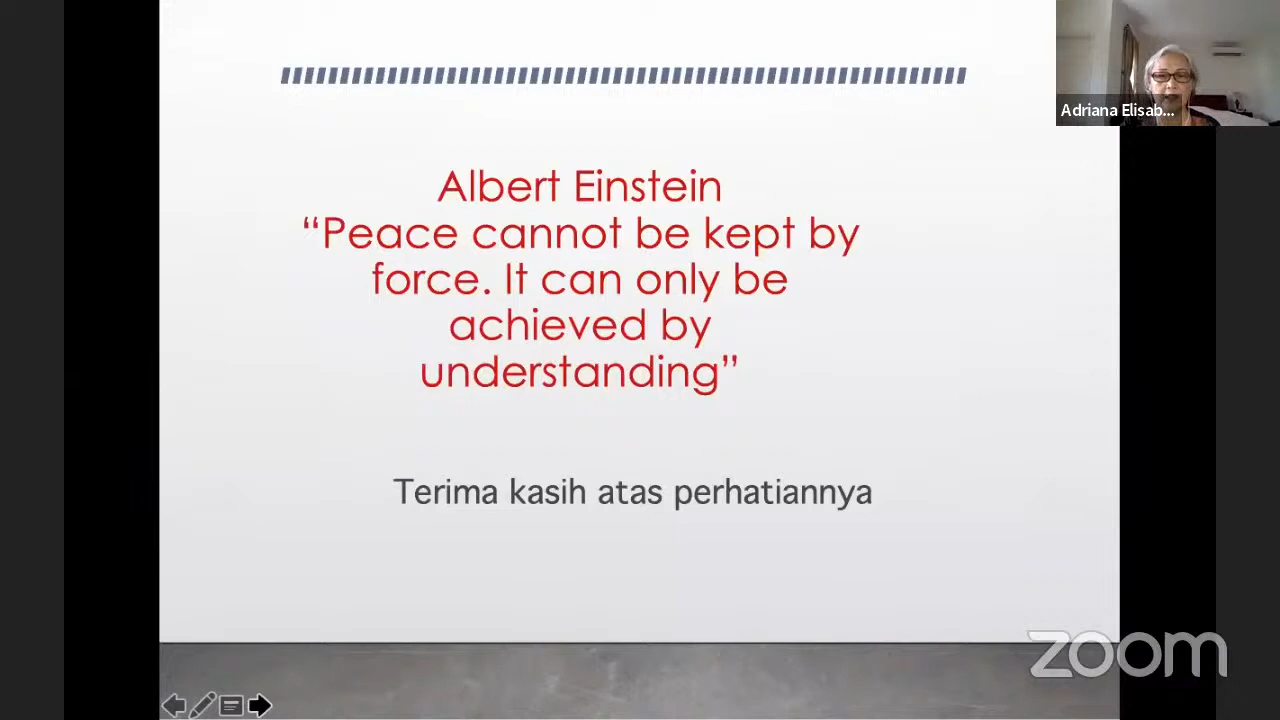 Adriana Elisab...
Albert Einstein
“Peace cannot be kept by
force. It can only be
achieved by
understanding”
Terima kasih atas perhatiannya
zoom